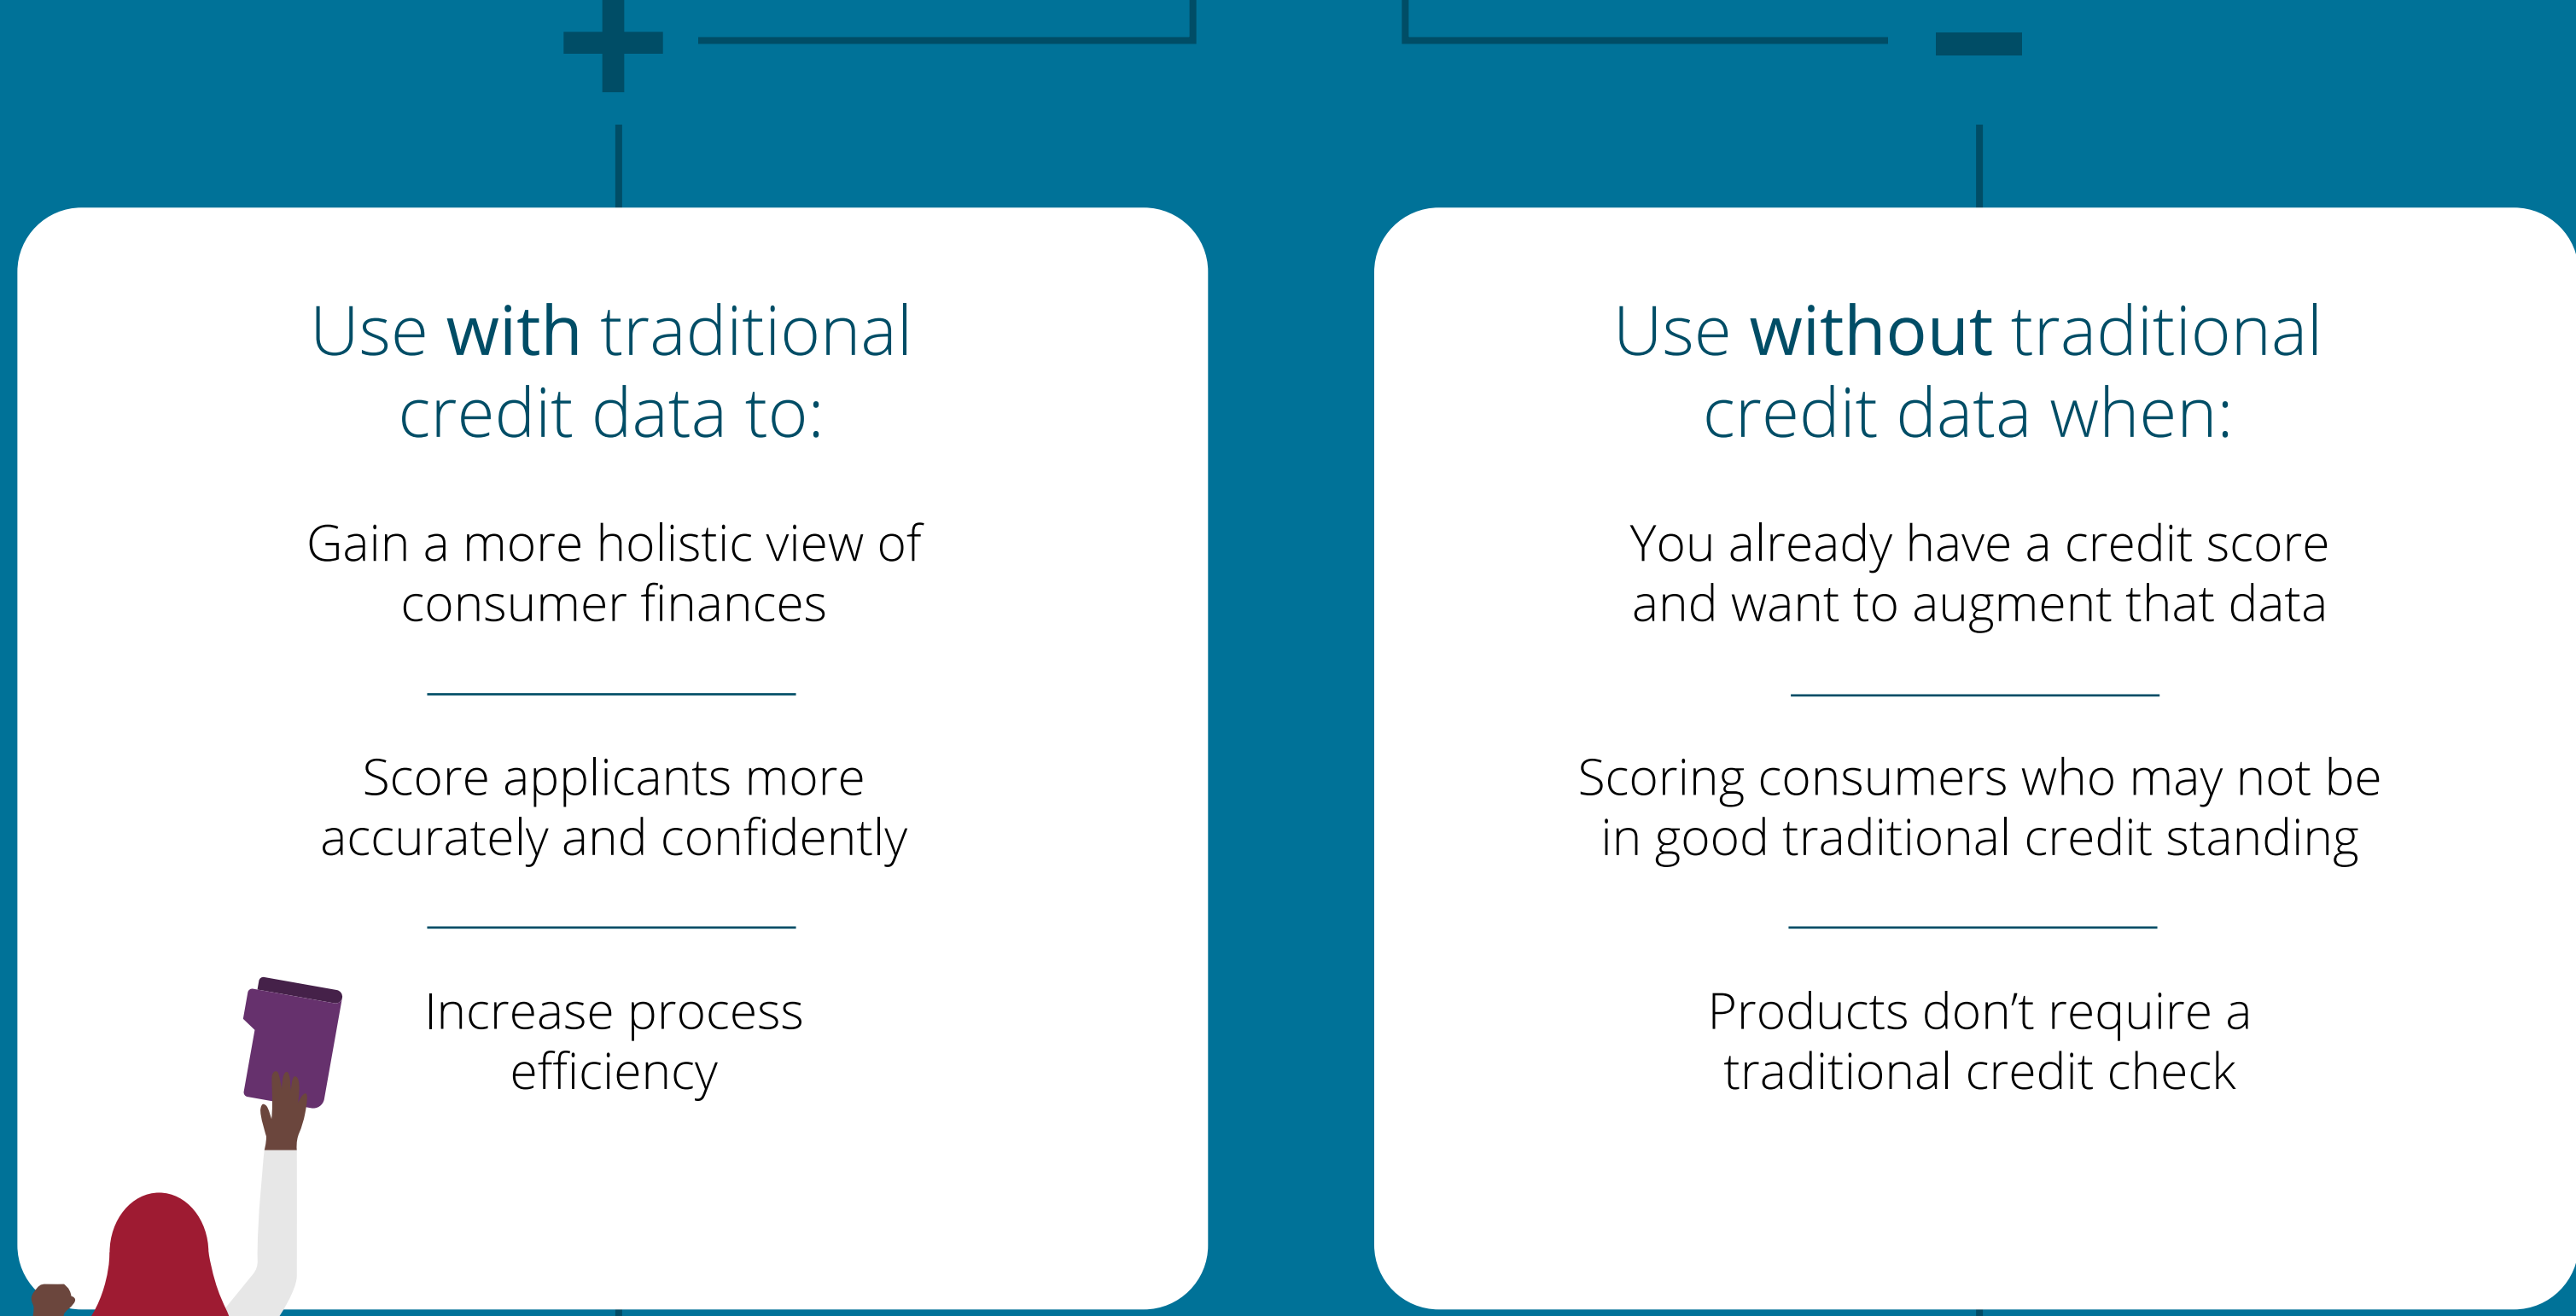 Use with traditional
credit data to:
Gain a more holistic view of
consumer finances
Score applicants more
accurately and confidently
Increase process
efficiency
Use without traditional
credit data when:
You already have a credit score
and want to augment that data
Scoring consumers who may not be
in good traditional credit standing
Products don’t require a
traditional credit check